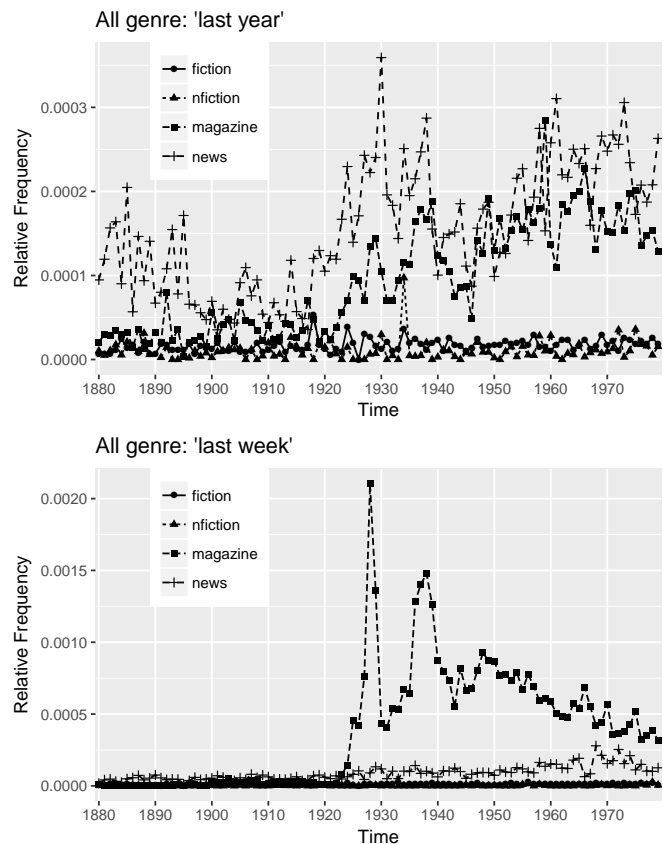 All genre: 'last year'
fiction
nfiction
magazine
news
0.0003
0.0002
0.0001
0.0000
Relative Frequency
1880 1890 1900 1910 1920 1930 1940 1950 1960 1970
Time
All genre: 'last week'
fiction
nfiction
magazine
news
0.0020
0.0015
0.0010
0.0005
0.0000
Relative Frequency
1880 1890 1900 1910 1920 1930 1940 1950 1960 1970
Time